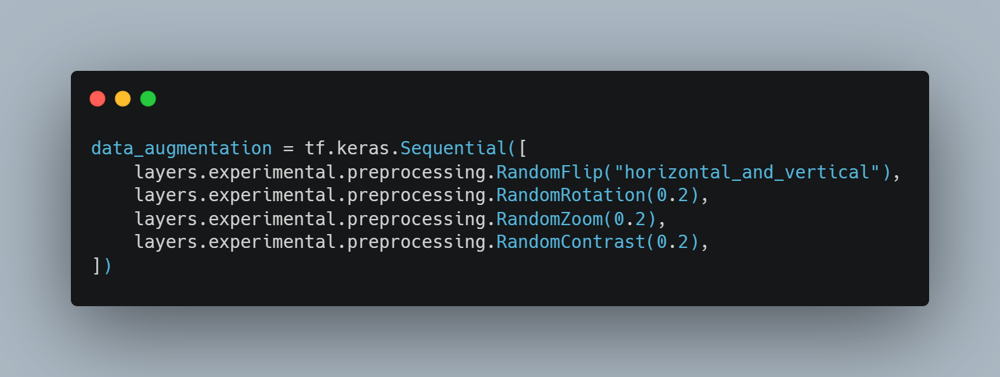 data_augmentation = tf.keras.Sequential([
    layers.experimental.preprocessing.RandomFlip("horizontal_and_vertical"),
    layers.experimental.preprocessing.RandomRotation(0.2),
    layers.experimental.preprocessing.RandomZoom(0.2),
    layers.experimental.preprocessing.RandomContrast(0.2),
])